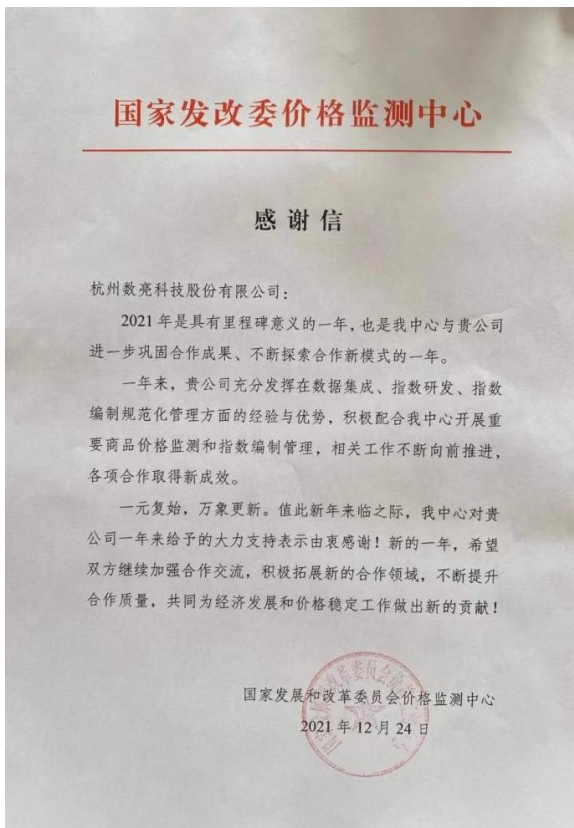 国家发改委价格监测中心
感谢信
杭州数亮科技股份有限公司：
2021年是具有里程碑意义的一年，也是我中心与贵公司
进一步巩固合作成果、不断探索合作新模式的一年。
一年来，贵公司充分发挥在数据集成、指数研发、指数
编制规范化管理方面的经验与优势，积极配合我中心开展重
要商品价格监测和指数编制管理，相关工作不断向前推进，
各项合作取得新成效。
一元复始，万象更新。值此新年来临之际，我中心对贵
公司一年来给予的大力支持表示由衷感谢！新的一年，希望
双方继续加强合作交流，积极拓展新的合作领域，不断提升
合作质量，共同为经济发展和价格稳定工作做出新的贡献！
国家发展和改革委员会价格监测中心
2021年12月24日